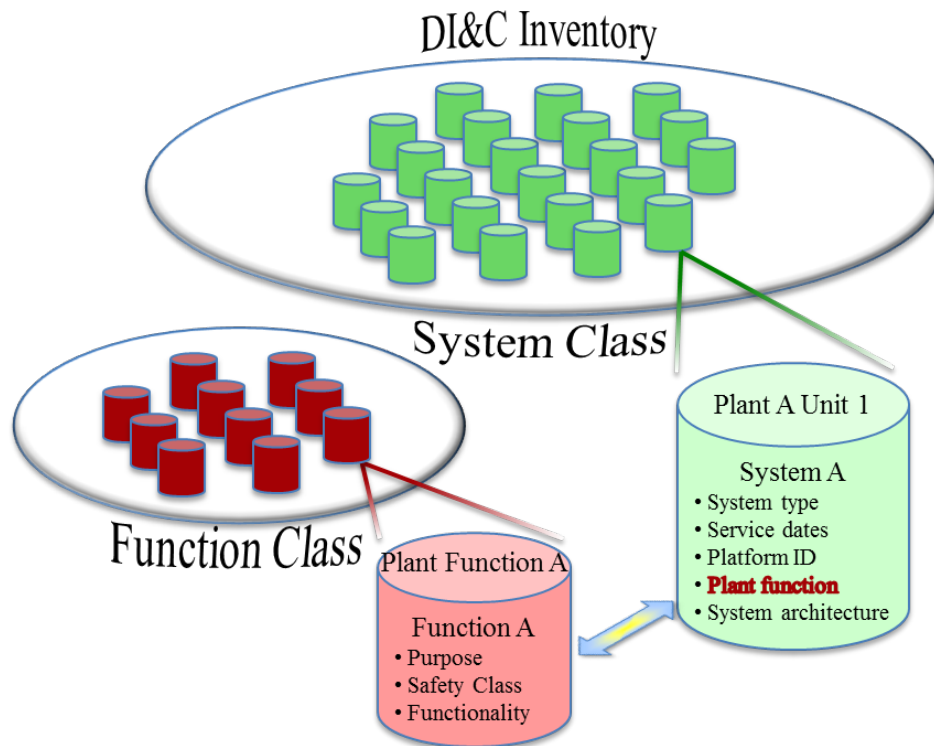 DI&C Inventory
System Class
Plant A Unit 1
System A
• System type
• Service dates
• Platform ID
• Plant function
• System architecture
Function Class
Plant Function A
Function A
• Purpose
• Safety Class
• Functionality